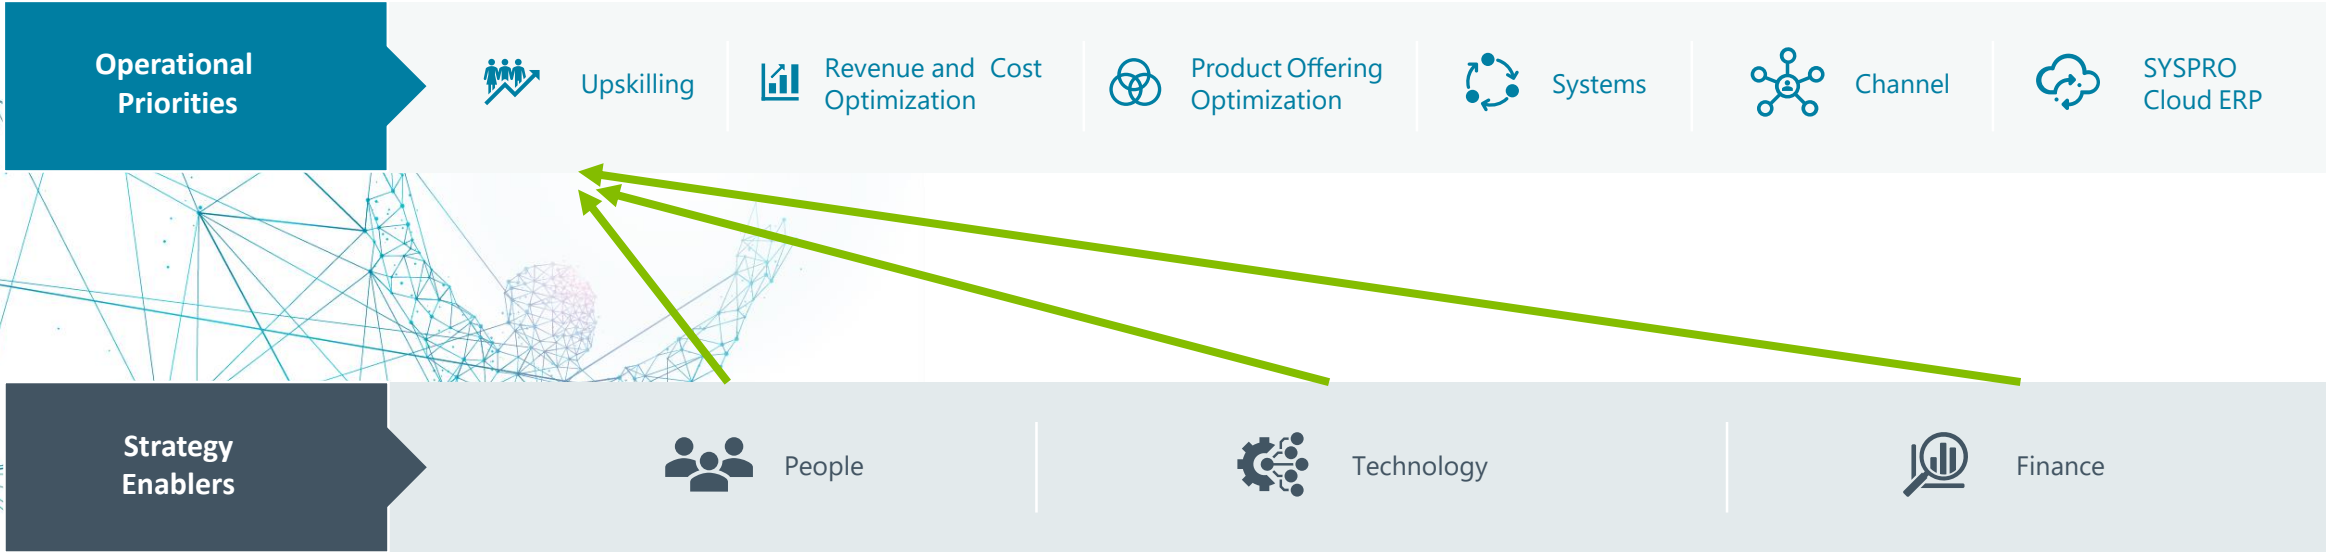 Operational
Priorities
Upskilling
Revenue and Cost
Optimization
Product Offering
Optimization
Systems
Channel
SYSPRO
Cloud ERP
Strategy
Enablers
People
Technology
Finance